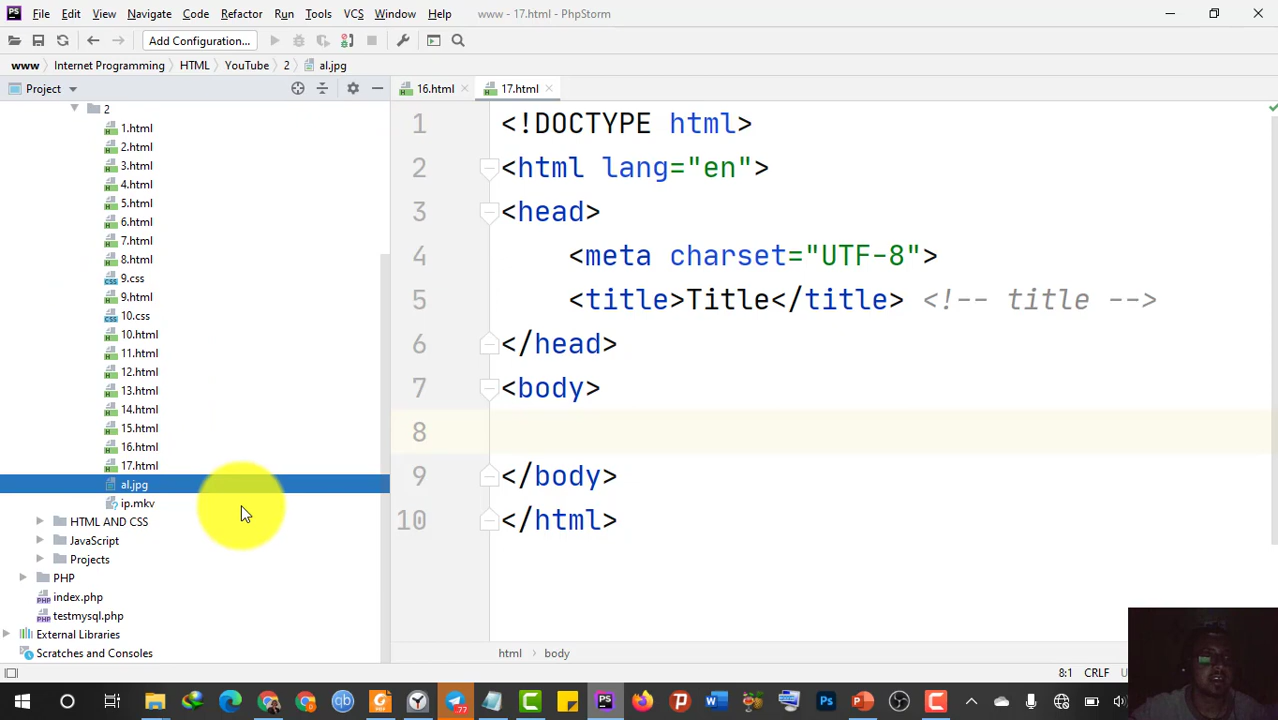 File Edit View Navigate Code Refactor Run Tools VCS Window Help www - 17.html - PhpStorm
Add Configuration...
www Internet Programming HTML YouTube 2 al.jpg
Project 16.html 17.html
2
1.html
2.html
3.html
4.html
5.html
6.html
7.html
8.html
9.css
9.html
10.css
10.html
11.html
12.html
13.html
14.html
15.html
16.html
17.html
al.jpg
ip.mkv
HTML AND CSS
JavaScript
Projects
PHP
index.php
testmysql.php
External Libraries
Scratches and Consoles
1 <!DOCTYPE html>
2 <html lang="en">
3 <head>
4 <meta charset="UTF-8">
5 <title>Title</title> <!-- title -->
6 </head>
7 <body>
8
9 </body>
10 </html>
html body
8:1 CRLF
77